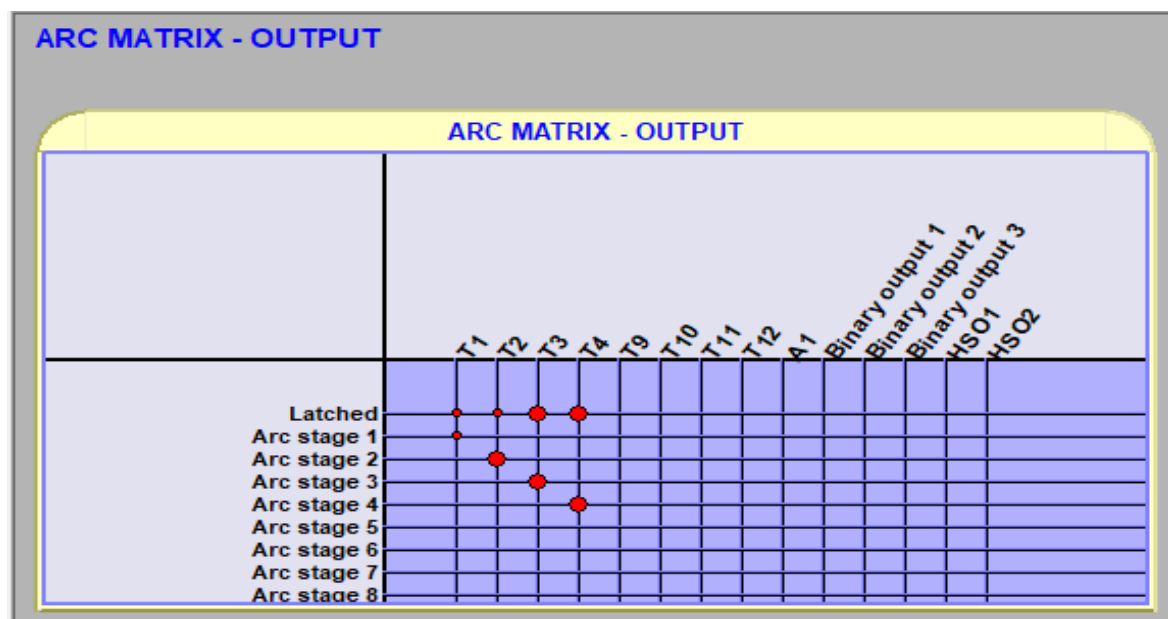 ARC MATRIX - OUTPUT
ARC MATRIX - OUTPUT
T1
T2
T3
T4
T9
T10
T11
T12
A1
Binary output 1
Binary output 2
Binary output 3
HSO1
HSO2
Latched
Arc stage 1
Arc stage 2
Arc stage 3
Arc stage 4
Arc stage 5
Arc stage 6
Arc stage 7
Arc stage 8